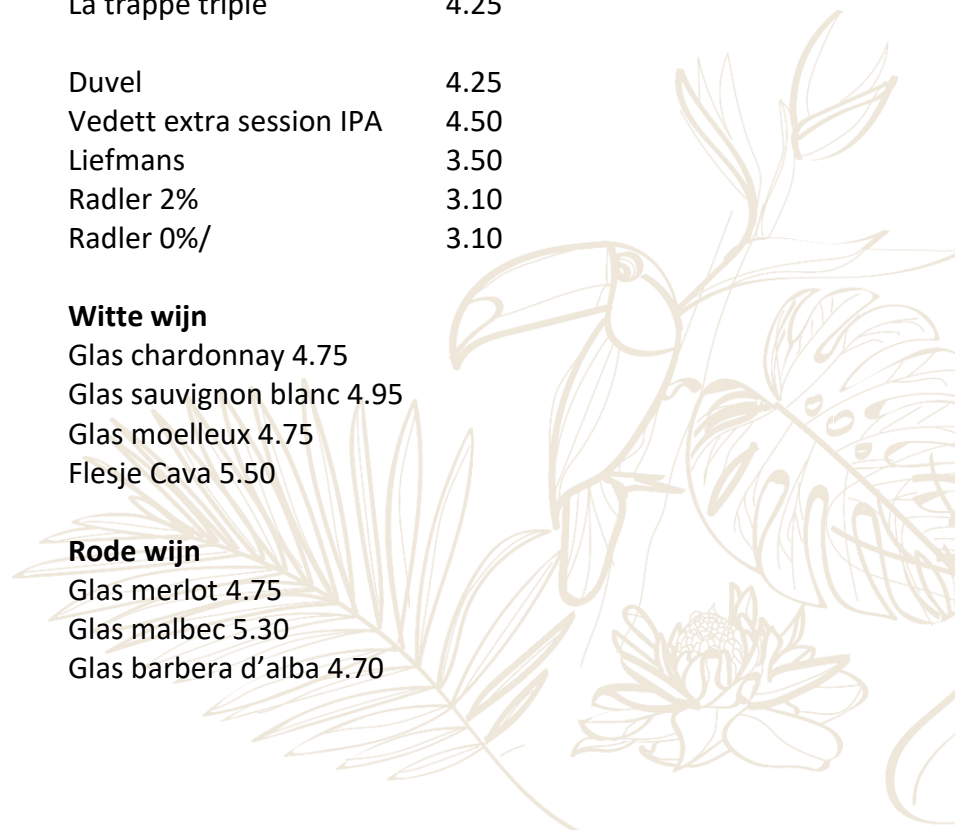 La trappe triple 4.25
Duvel 4.25
Vedett extra session IPA 4.50
Liefmans 3.50
Radler 2% 3.10
Radler 0%/ 3.10
Witte wijn
Glas chardonnay 4.75
Glas sauvignon blanc 4.95
Glas moelleux 4.75
Flesje Cava 5.50
Rode wijn
Glas merlot 4.75
Glas malbec 5.30
Glas barbera d’alba 4.70